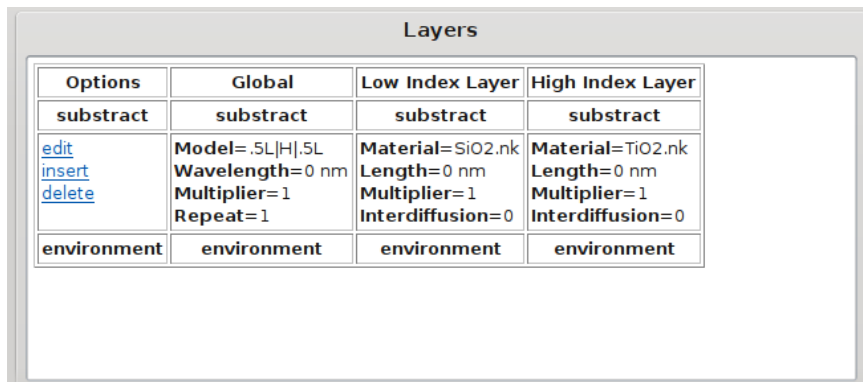 Layers
Options Global Low Index Layer High Index Layer
substract substract substract substract
edit Model=.5L|H|.5L Material=SiO2.nk Material=TiO2.nk
insert Wavelength=0 nm Length=0 nm Length=0 nm
delete Multiplier=1 Multiplier=1 Multiplier=1
Repeat=1 Interdiffusion=0 Interdiffusion=0
environment environment environment environment